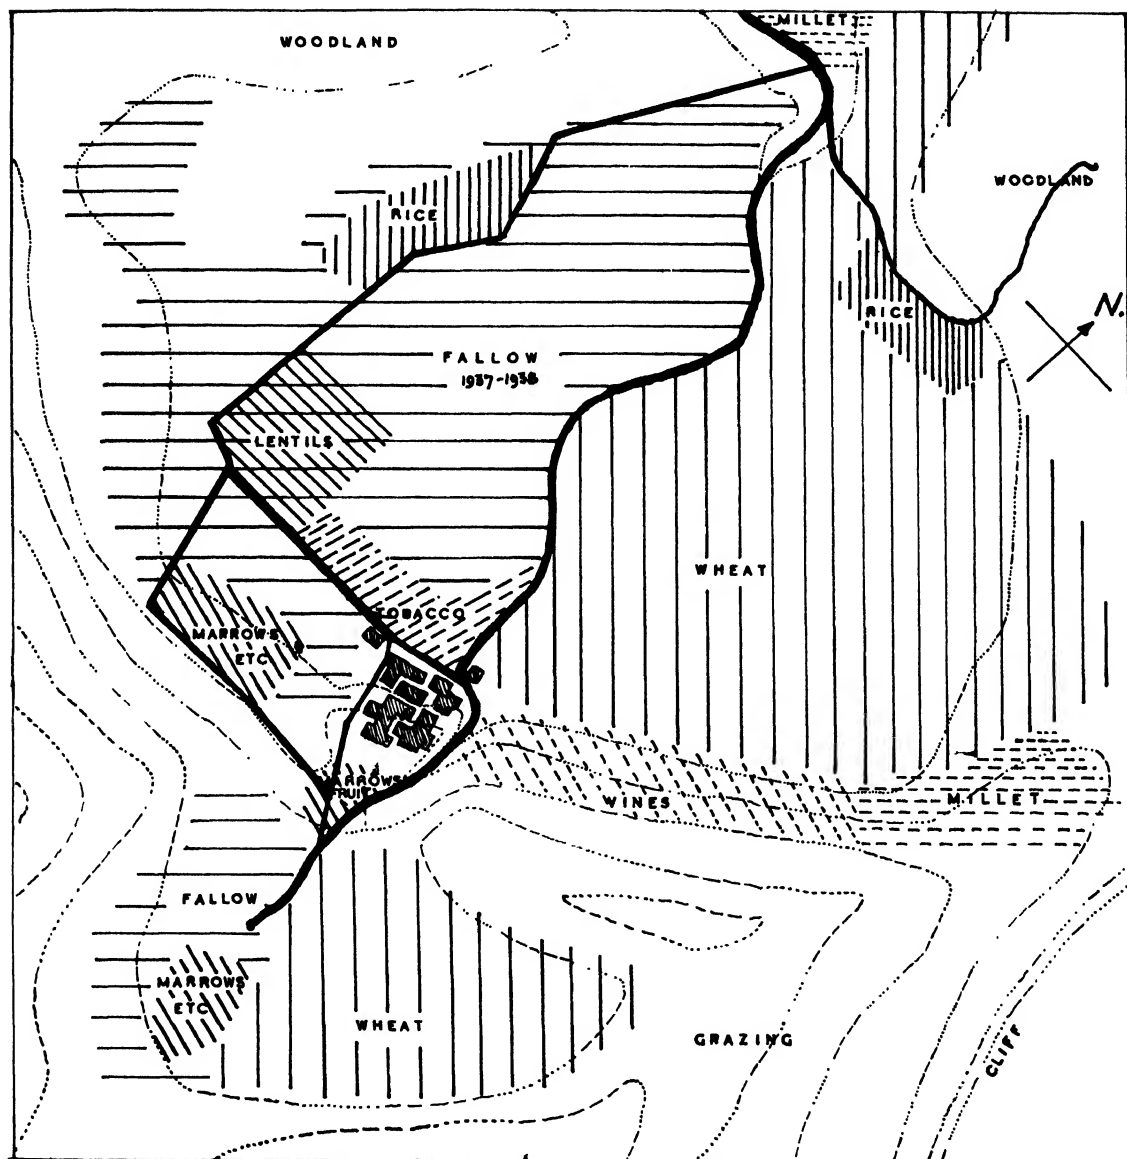 MILLET
WOODLAND
WOODLAND
RICE
N.
RICE
FALLOW
1937-1938
LENTILS
WHEAT
TOBACCO
MARROWS
ETC
WINES
MILLET
FALLOW
MARROWS
ETC
WHEAT
GRAZING
CLIFF